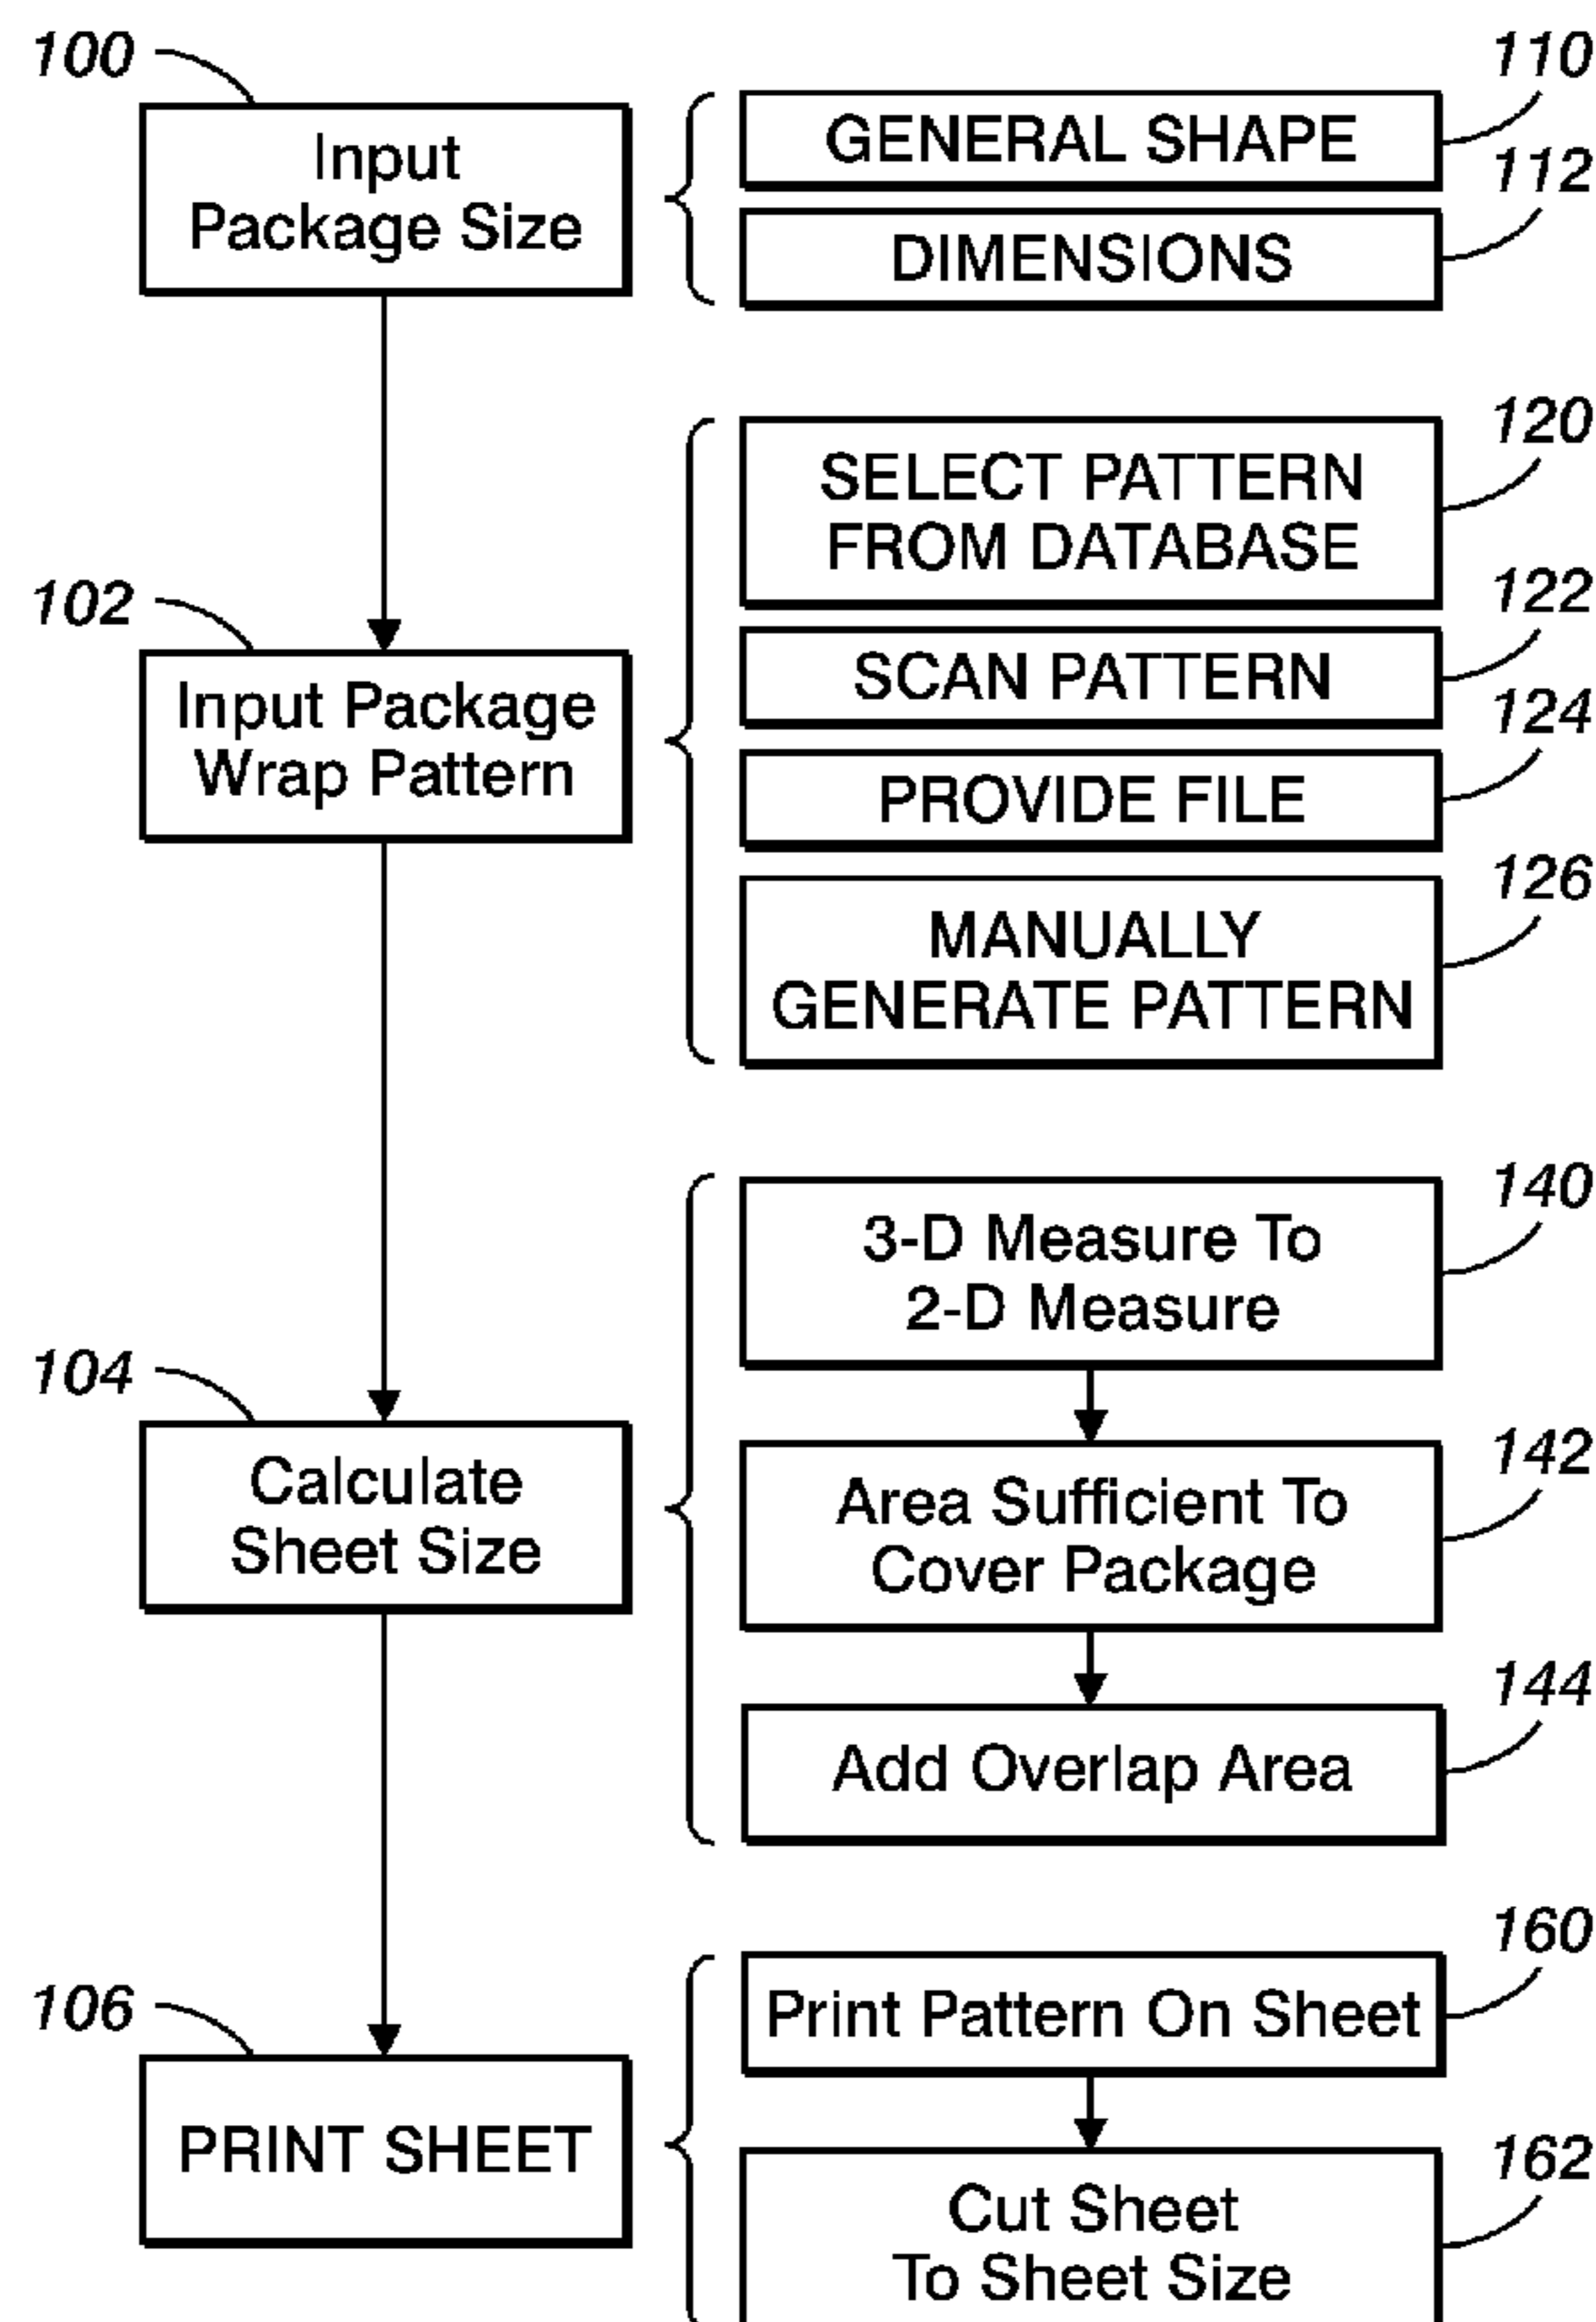 100
Input
Package Size
110
GENERAL SHAPE
112
DIMENSIONS
102
Input Package
Wrap Pattern
120
SELECT PATTERN
FROM DATABASE
122
SCAN PATTERN
124
PROVIDE FILE
126
MANUALLY
GENERATE PATTERN
104
Calculate
Sheet Size
140
3-D Measure To
2-D Measure
142
Area Sufficient To
Cover Package
144
Add Overlap Area
106
PRINT SHEET
160
Print Pattern On Sheet
162
Cut Sheet
To Sheet Size